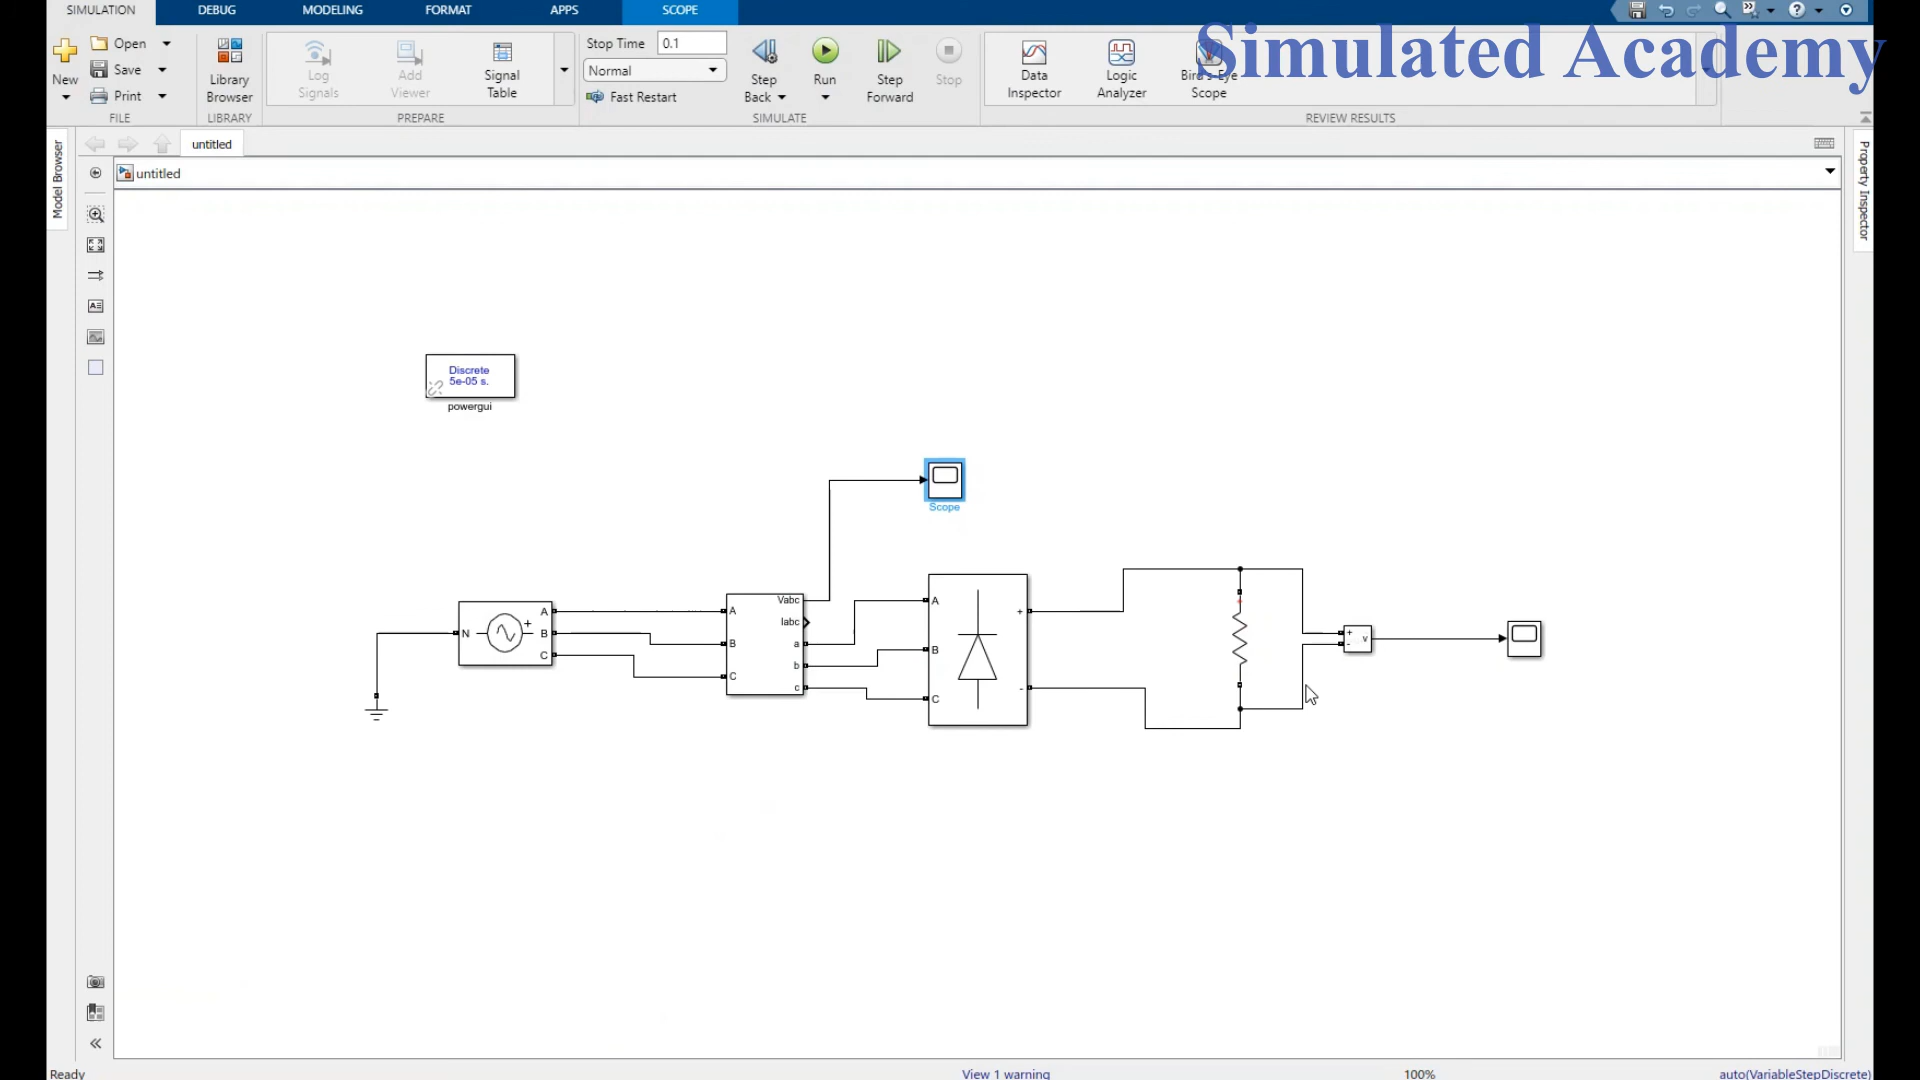 SIMULATION
DEBUG
MODELING
FORMAT
APPS
SCOPE
Simulated Academy
New
Open
Save
Print
FILE
Library
Browser
LIBRARY
Log
Signals
Add
Viewer
Signal
Table
PREPARE
Stop Time
0.1
Normal
Fast Restart
Step
Back
Run
Step
Forward
Stop
SIMULATE
Data
Inspector
Logic
Analyzer
Bird's-Eye
Scope
REVIEW RESULTS
Model Browser
untitled
untitled
Property Inspector
Discrete
5e-05 s.
powergui
Scope
N
A
B
C
+
A
B
C
Vabc
Iabc
a
b
c
A
B
C
+
-
+
-
v
Ready
View 1 warning
100%
auto(VariableStepDiscrete)